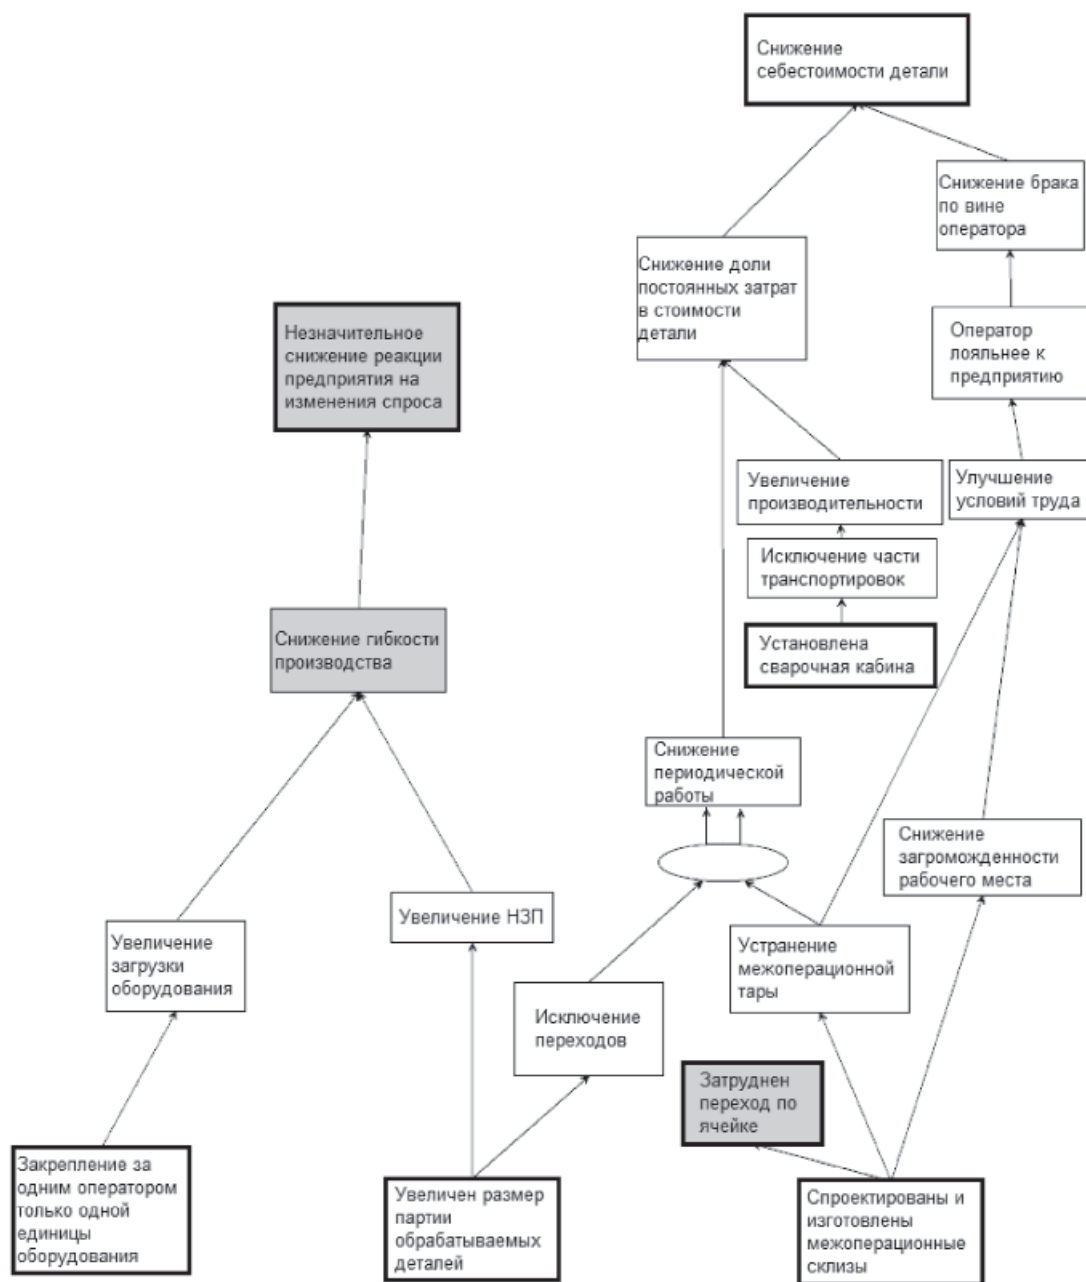 Снижение
себестоимости детали
Снижение брака
по вине
оператора
Снижение доли
постоянных затрат
в стоимости
детали
Незначительное
снижение реакции
предприятия на
изменения спроса
Оператор
лояльнее к
предприятию
Увеличение
производительности
Улучшение
условий труда
Исключение части
транспортировок
Снижение гибкости
производства
Установлена
сварочная кабина
Снижение
периодической
работы
Снижение
загроможденности
рабочего места
Увеличение НЗП
Увеличение
загрузки
оборудования
Устранение
межоперационной
тары
Исключение
переходов
Затруднен
переход по
ячейке
Закрепление за
одним оператором
только одной
единицы
оборудования
Увеличен размер
партии
обрабатываемых
деталей
Спроектированы и
изготовлены
межоперационные
склизы